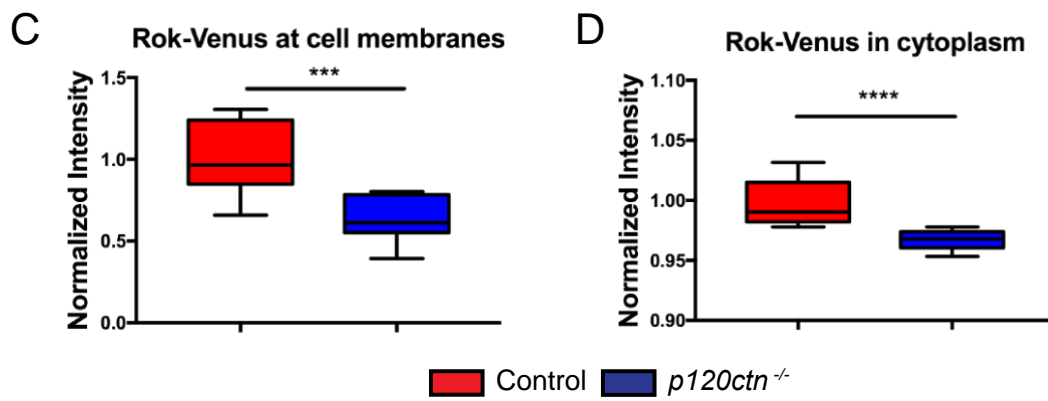 C
Rok-Venus at cell membranes
Normalized Intensity
1.5
1.0
0.5
0.0
***
D
Rok-Venus in cytoplasm
Normalized Intensity
1.10
1.05
1.00
0.95
0.90
****
Control p120ctn -/-